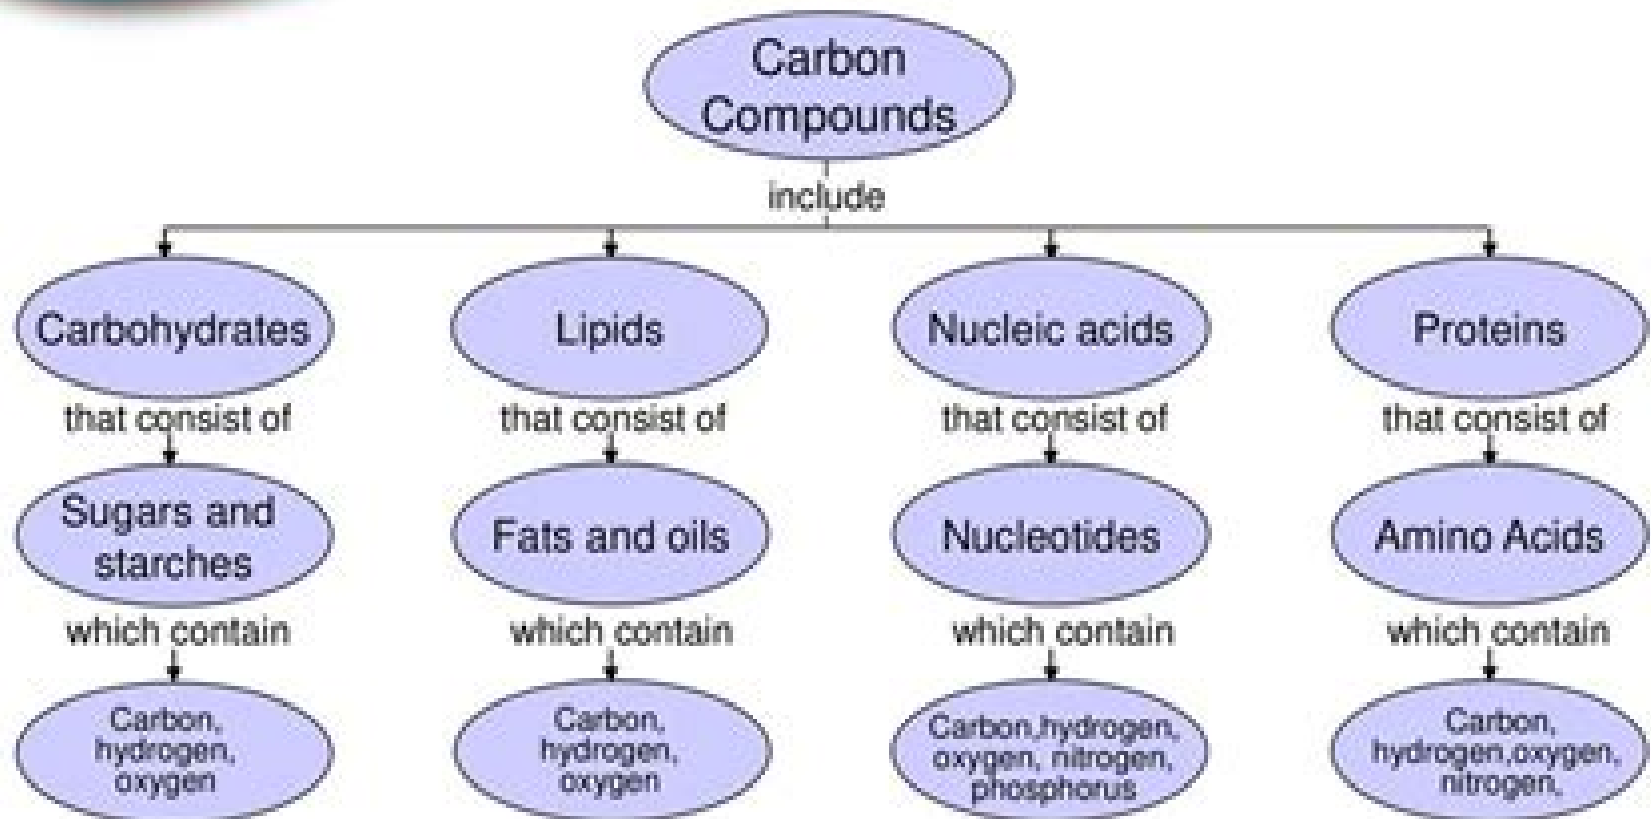 Carbon
Compounds
include
Carbohydrates
Lipids
Nucleic acids
Proteins
that consist of
that consist of
that consist of
that consist of
Sugars and
starches
Fats and oils
Nucleotides
Amino Acids
which contain
which contain
which contain
which contain
Carbon,
hydrogen,
oxygen
Carbon,
hydrogen,
oxygen
Carbon,hydrogen,
oxygen, nitrogen,
phosphorus
Carbon,
hydrogen,oxygen,
nitrogen,